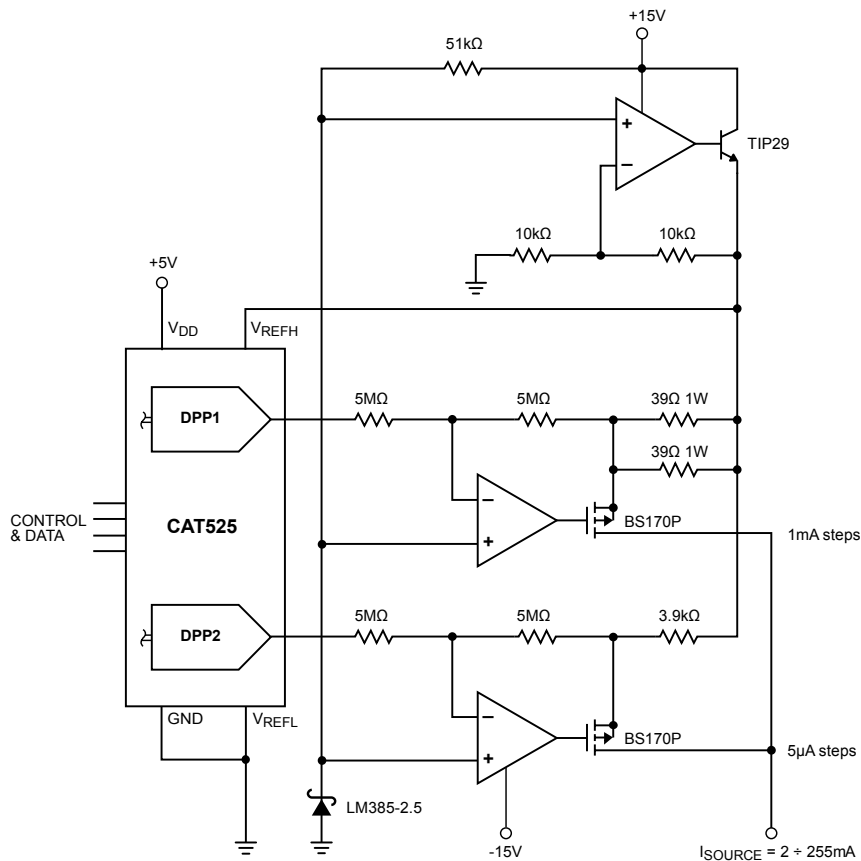 +15V
51kΩ
+
TIP29
−
10kΩ
10kΩ
+5V
VDD
VREFH
DPP1
5MΩ
5MΩ
39Ω 1W
39Ω 1W
−
BS170P
+
CONTROL
& DATA
CAT525
1mA steps
DPP2
5MΩ
5MΩ
3.9kΩ
−
BS170P
+
GND
VREFL
5µA steps
LM385-2.5
-15V
ISOURCE = 2 ÷ 255mA